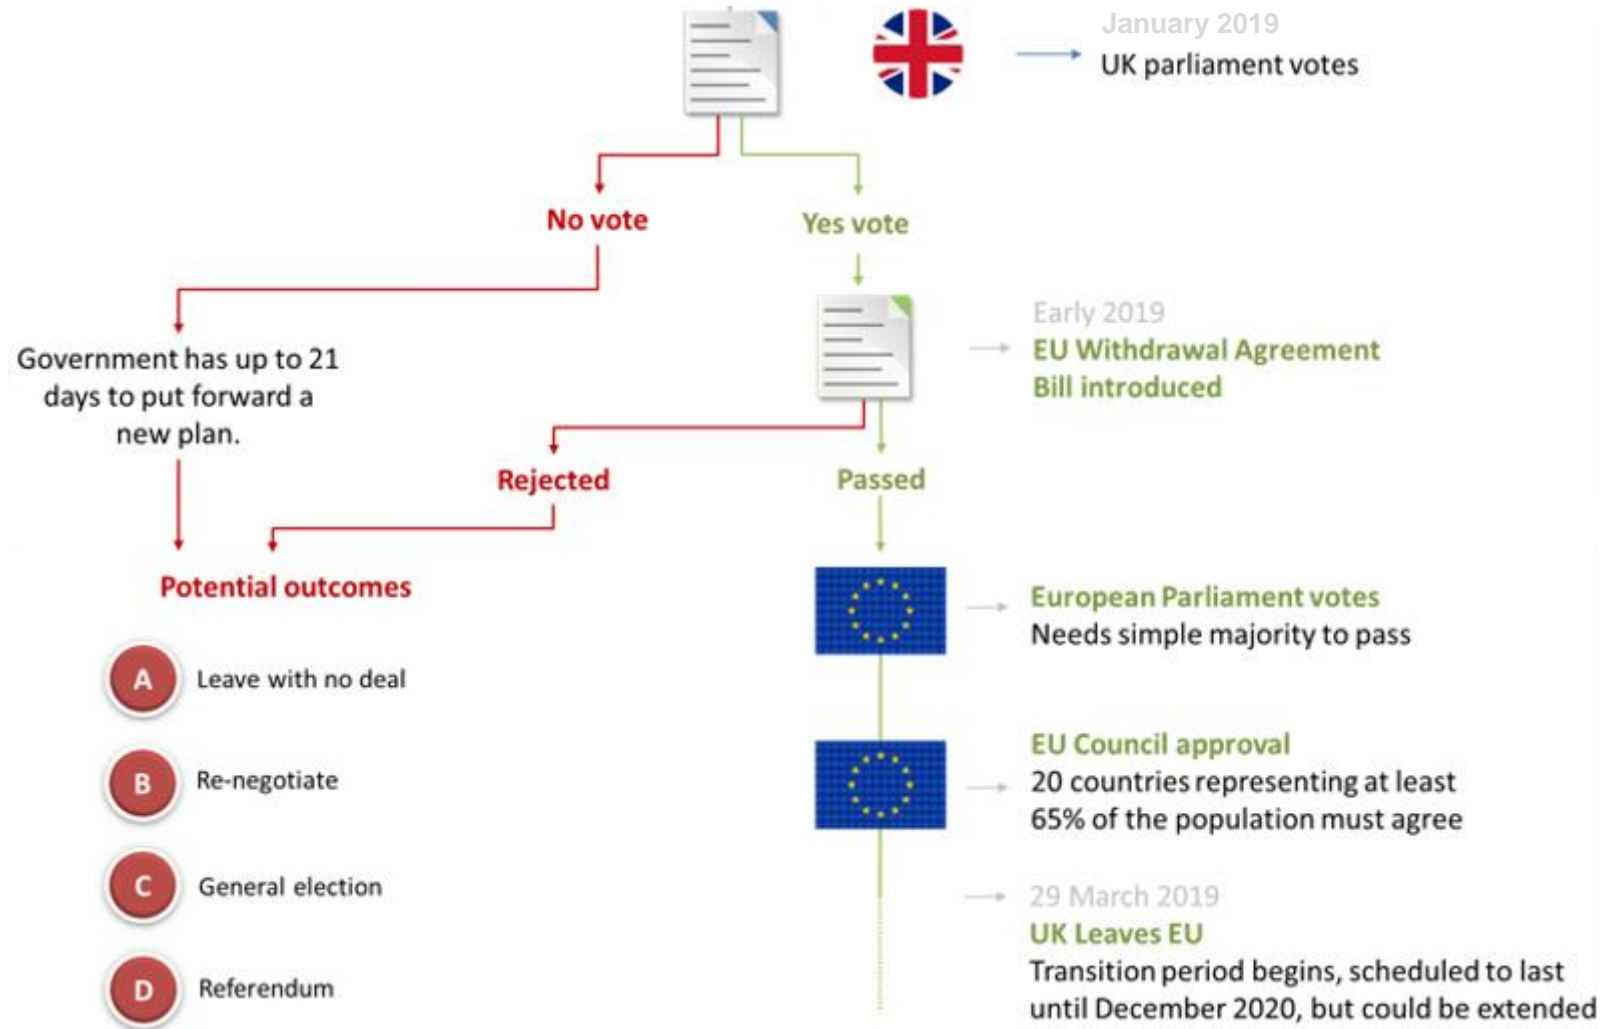 January 2019
UK parliament votes
No vote
Yes vote
Early 2019
EU Withdrawal Agreement
Bill introduced
Government has up to 21
days to put forward a
new plan.
Rejected
Passed
Potential outcomes
European Parliament votes
Needs simple majority to pass
A Leave with no deal
EU Council approval
20 countries representing at least
65% of the population must agree
B Re-negotiate
C General election
29 March 2019
UK Leaves EU
Transition period begins, scheduled to last
until December 2020, but could be extended
D Referendum